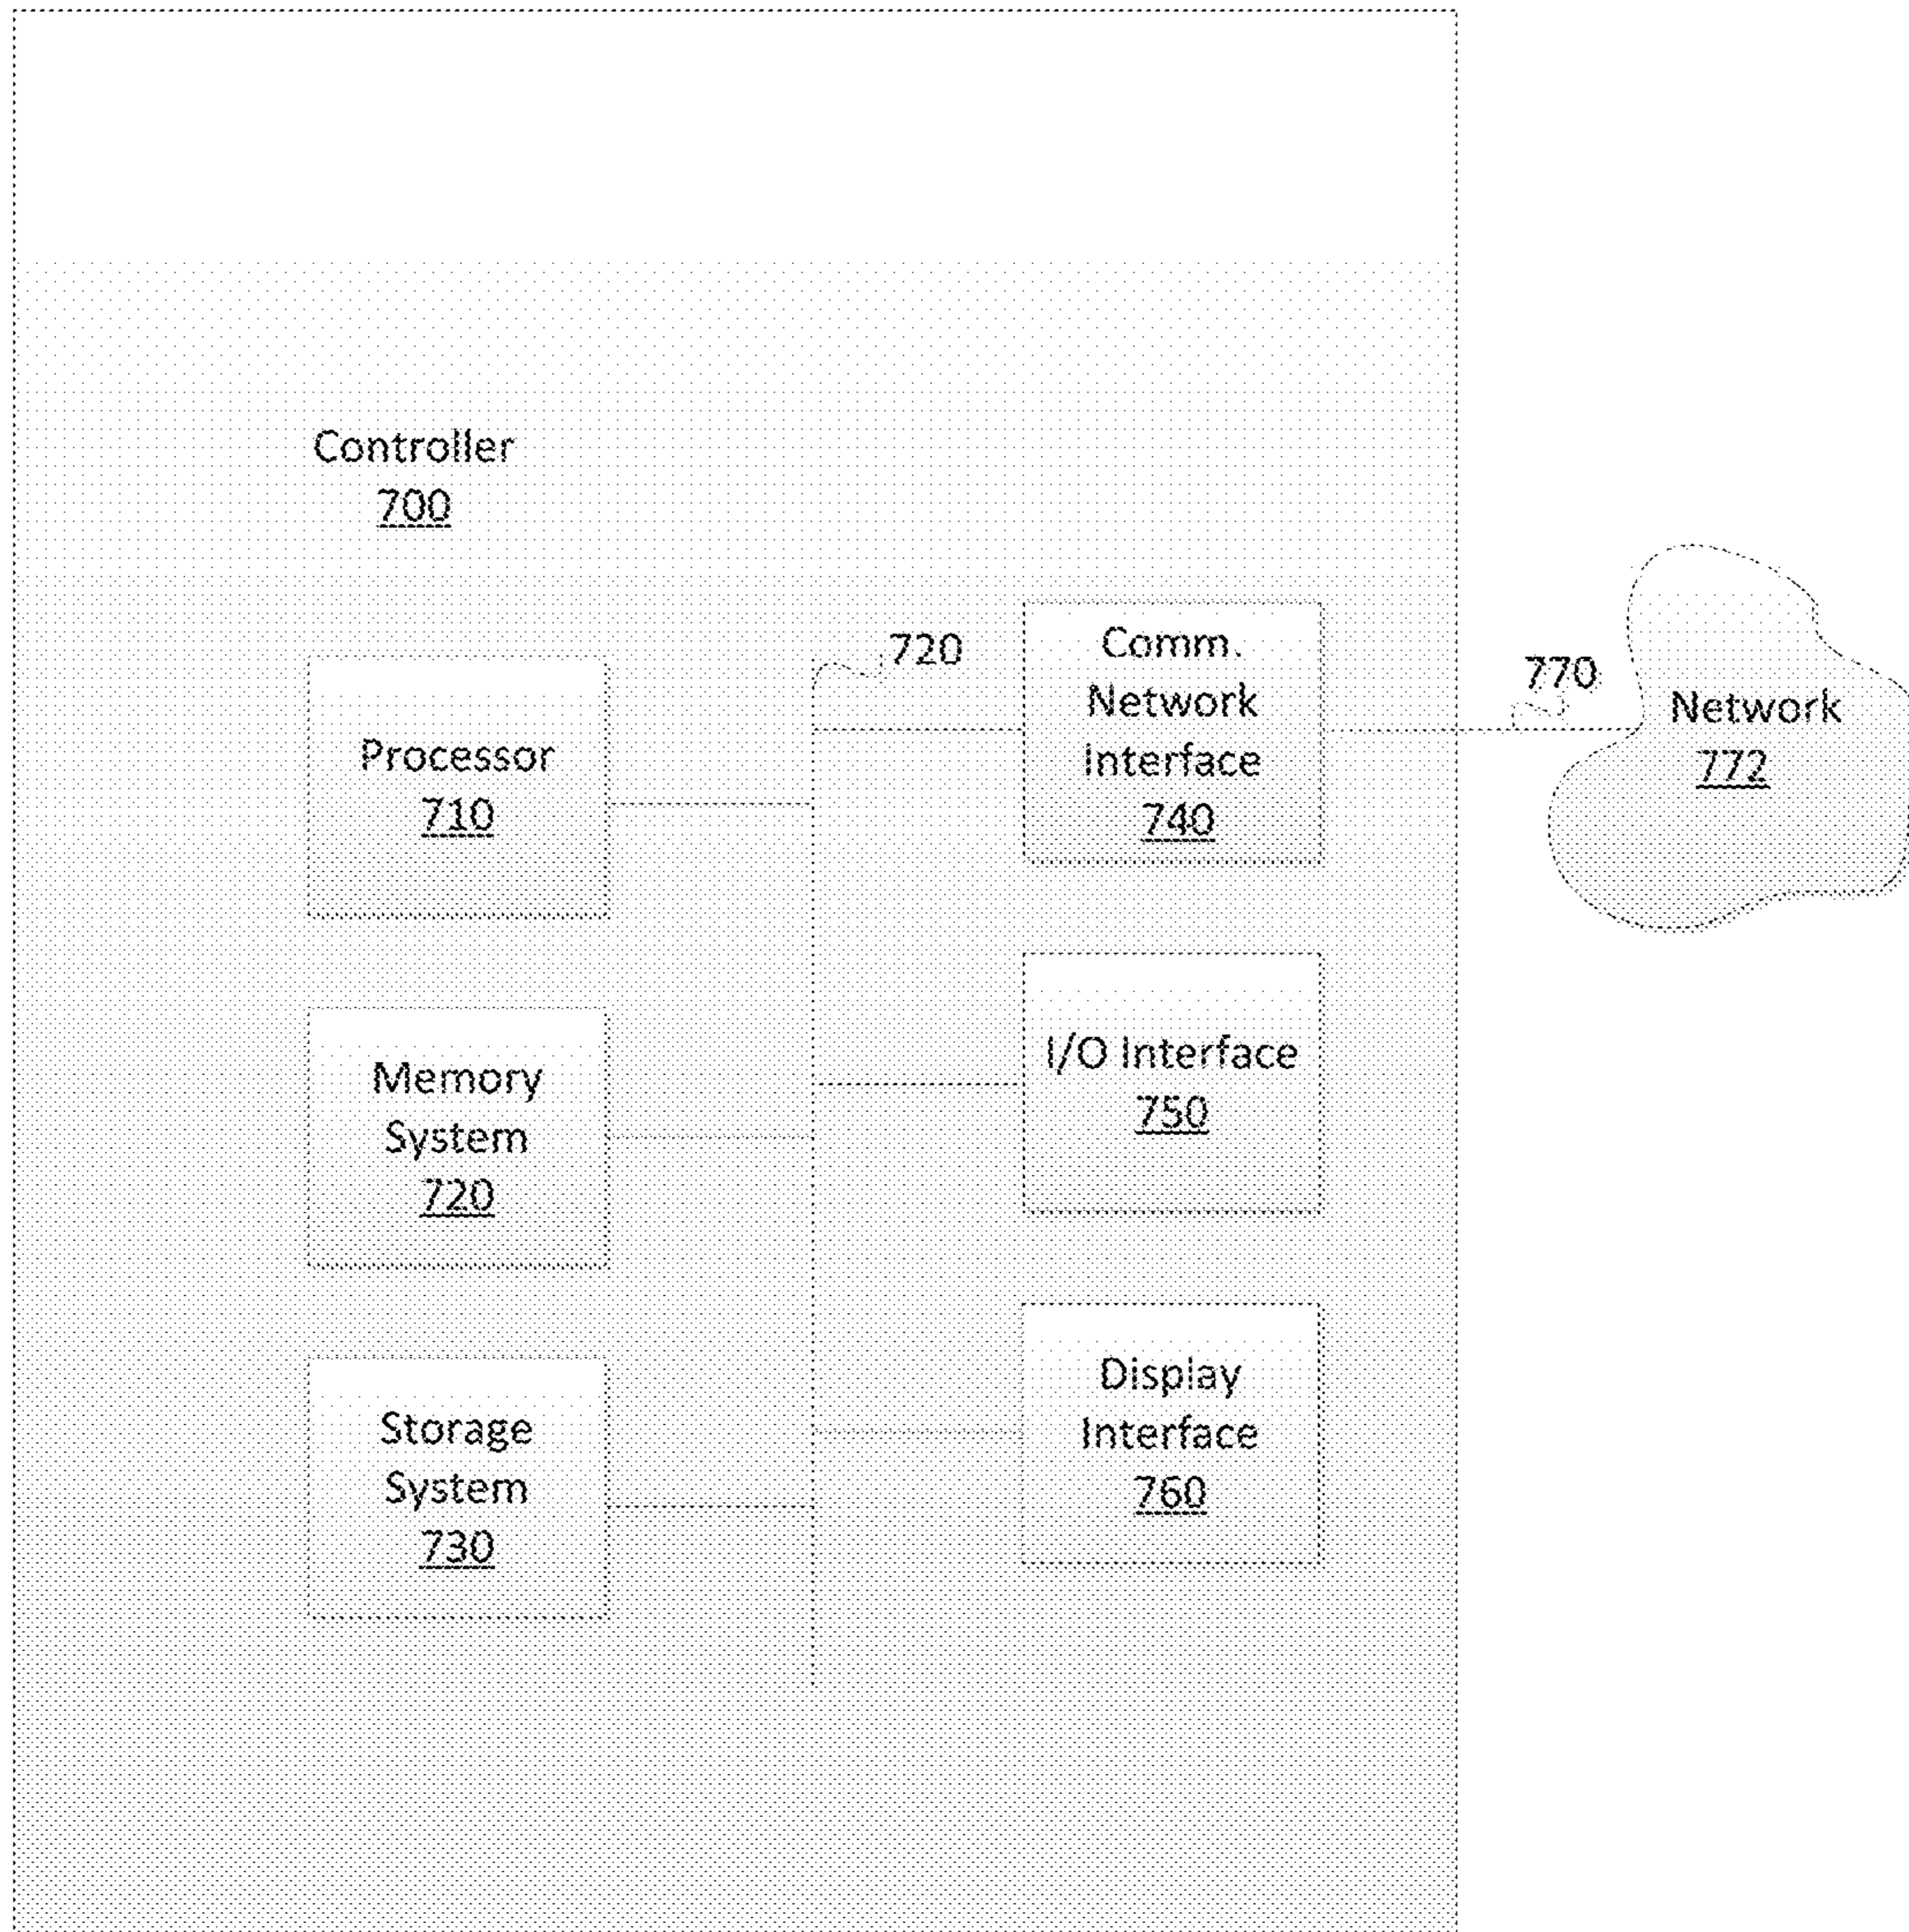 Controller
700
Processor
710
Memory
System
720
Storage
System
730
720
Comm.
Network
Interface
740
I/O Interface
750
Display
Interface
760
770
Network
772